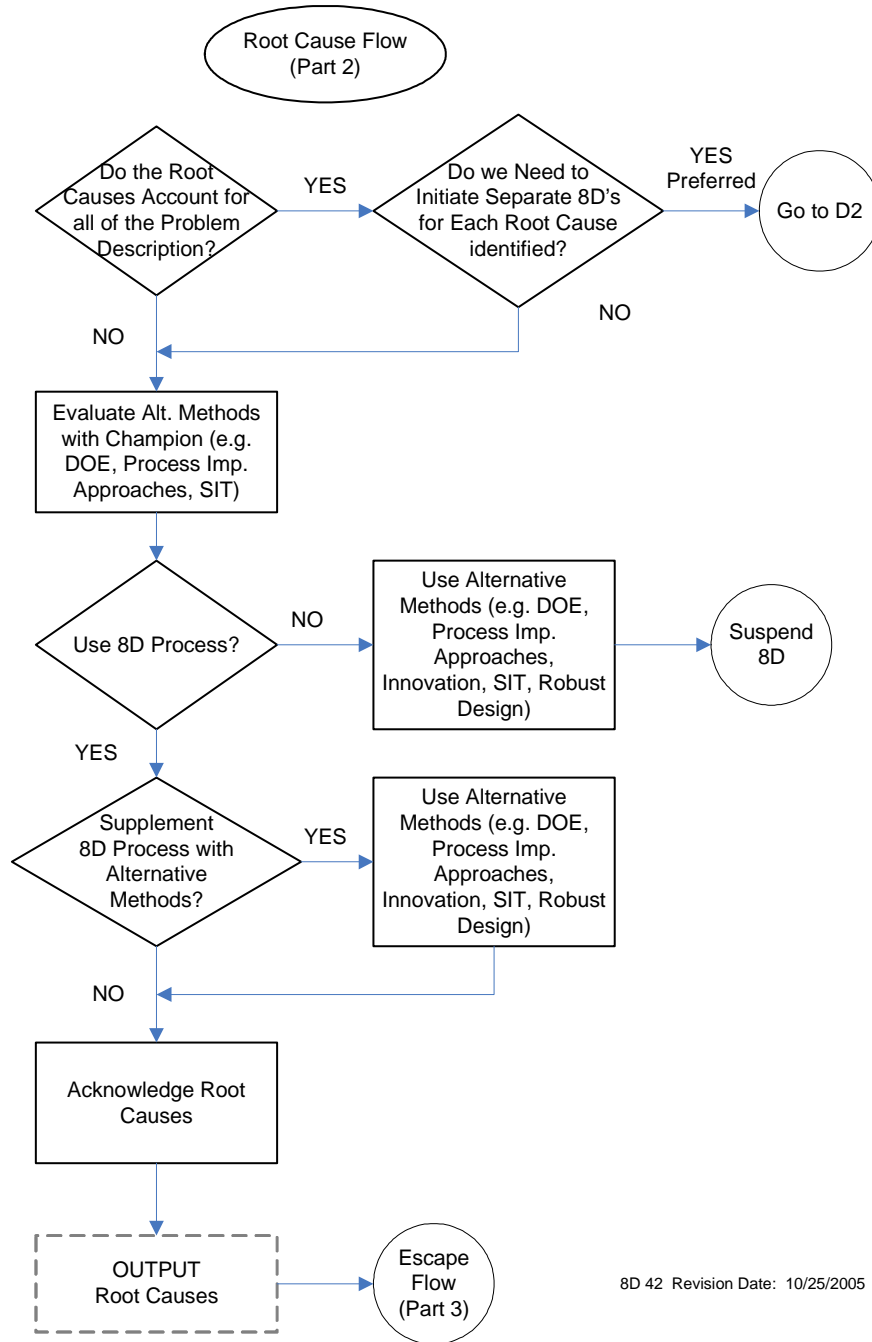 Root Cause Flow
(Part 2)
Do the Root
Causes Account for
all of the Problem
Description?
YES
Do we Need to
Initiate Separate 8D's
for Each Root Cause
identified?
YES
Preferred
Go to D2
NO
NO
Evaluate Alt. Methods
with Champion (e.g.
DOE, Process Imp.
Approaches, SIT)
Use 8D Process?
NO
Use Alternative
Methods (e.g. DOE,
Process Imp.
Approaches,
Innovation, SIT, Robust
Design)
Suspend
8D
YES
Supplement
8D Process with
Alternative
Methods?
YES
Use Alternative
Methods (e.g. DOE,
Process Imp.
Approaches,
Innovation, SIT, Robust
Design)
NO
Acknowledge Root
Causes
OUTPUT
Root Causes
Escape
Flow
(Part 3)
8D 42  Revision Date:  10/25/2005